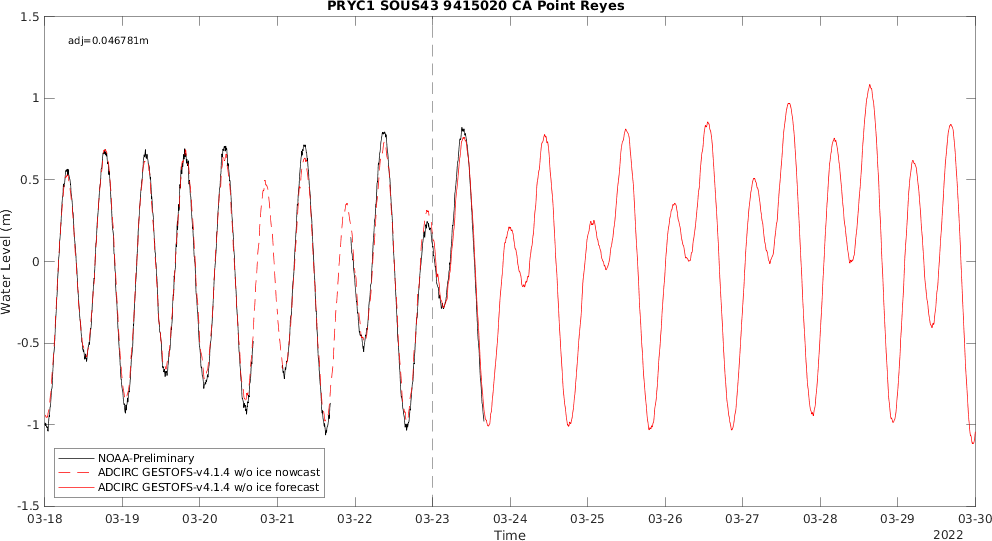 PRYC1 SOUS43 9415020 CA Point Reyes
adj=0.046781m
1.5
1
0.5
0
-0.5
-1
-1.5
Water Level (m)
NOAA-Preliminary
ADCIRC GESTOFS-v4.1.4 w/o ice nowcast
ADCIRC GESTOFS-v4.1.4 w/o ice forecast
03-18 03-19 03-20 03-21 03-22 03-23 03-24 03-25 03-26 03-27 03-28 03-29 03-30
Time
2022